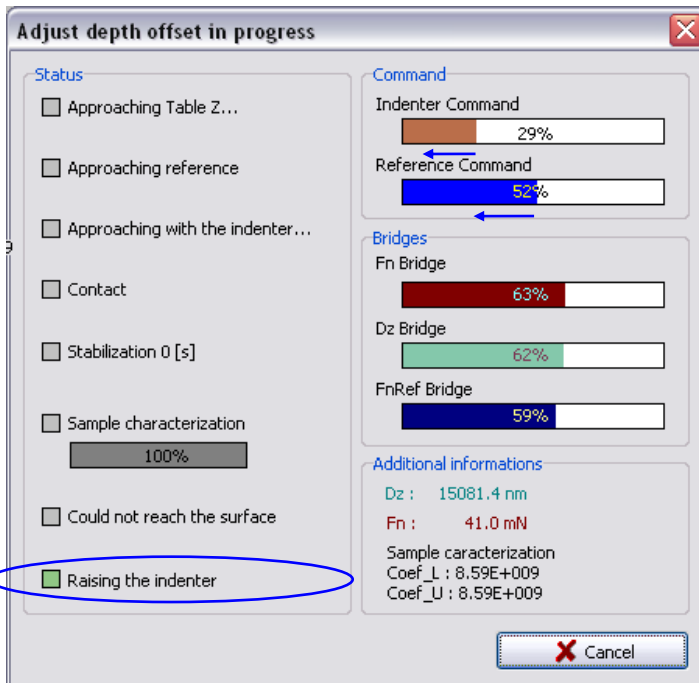 Adjust depth offset in progress
Status
Approaching Table Z...
Approaching reference
Approaching with the indenter...
Contact
Stabilization 0 [s]
Sample characterization
100%
Could not reach the surface
Raising the indenter
Command
Indenter Command
29%
Reference Command
52%
Bridges
Fn Bridge
63%
Dz Bridge
62%
FnRef Bridge
59%
Additional informations
Dz : 15081.4 nm
Fn : 41.0 mN
Sample caracterization
Coef_L : 8.59E+009
Coef_U : 8.59E+009
Cancel